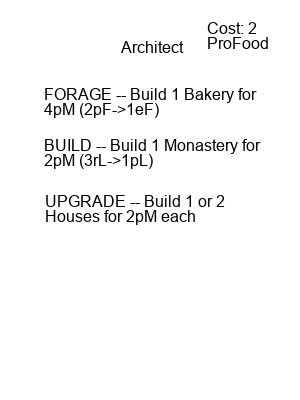 Cost: 2
ProFood
Architect
FORAGE -- Build 1 Bakery for
4pM (2pF->1eF)
BUILD -- Build 1 Monastery for
2pM (3rL->1pL)
UPGRADE -- Build 1 or 2
Houses for 2pM each